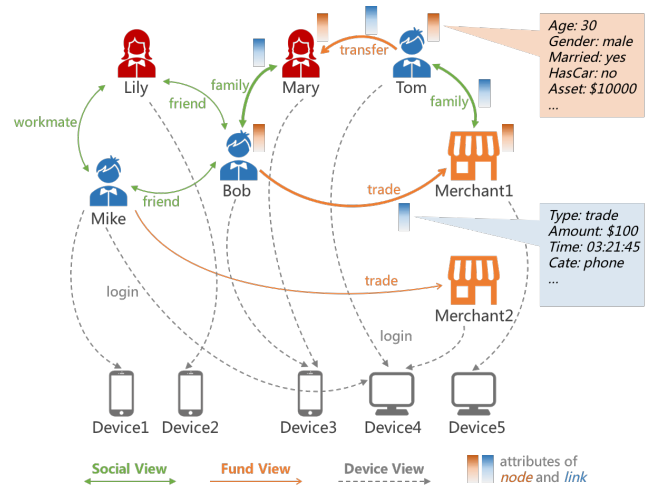 Age: 30
Gender: male
Married: yes
HasCar: no
Asset: $10000
...
transfer
Lily
Mary
Tom
family
family
friend
workmate
Bob
Merchant1
friend
trade
Mike
Type: trade
Amount: $100
Time: 03:21:45
Cate: phone
...
trade
login
Merchant2
login
Device1
Device2
Device3
Device4
Device5
Social View
Fund View
Device View
attributes of
node and link